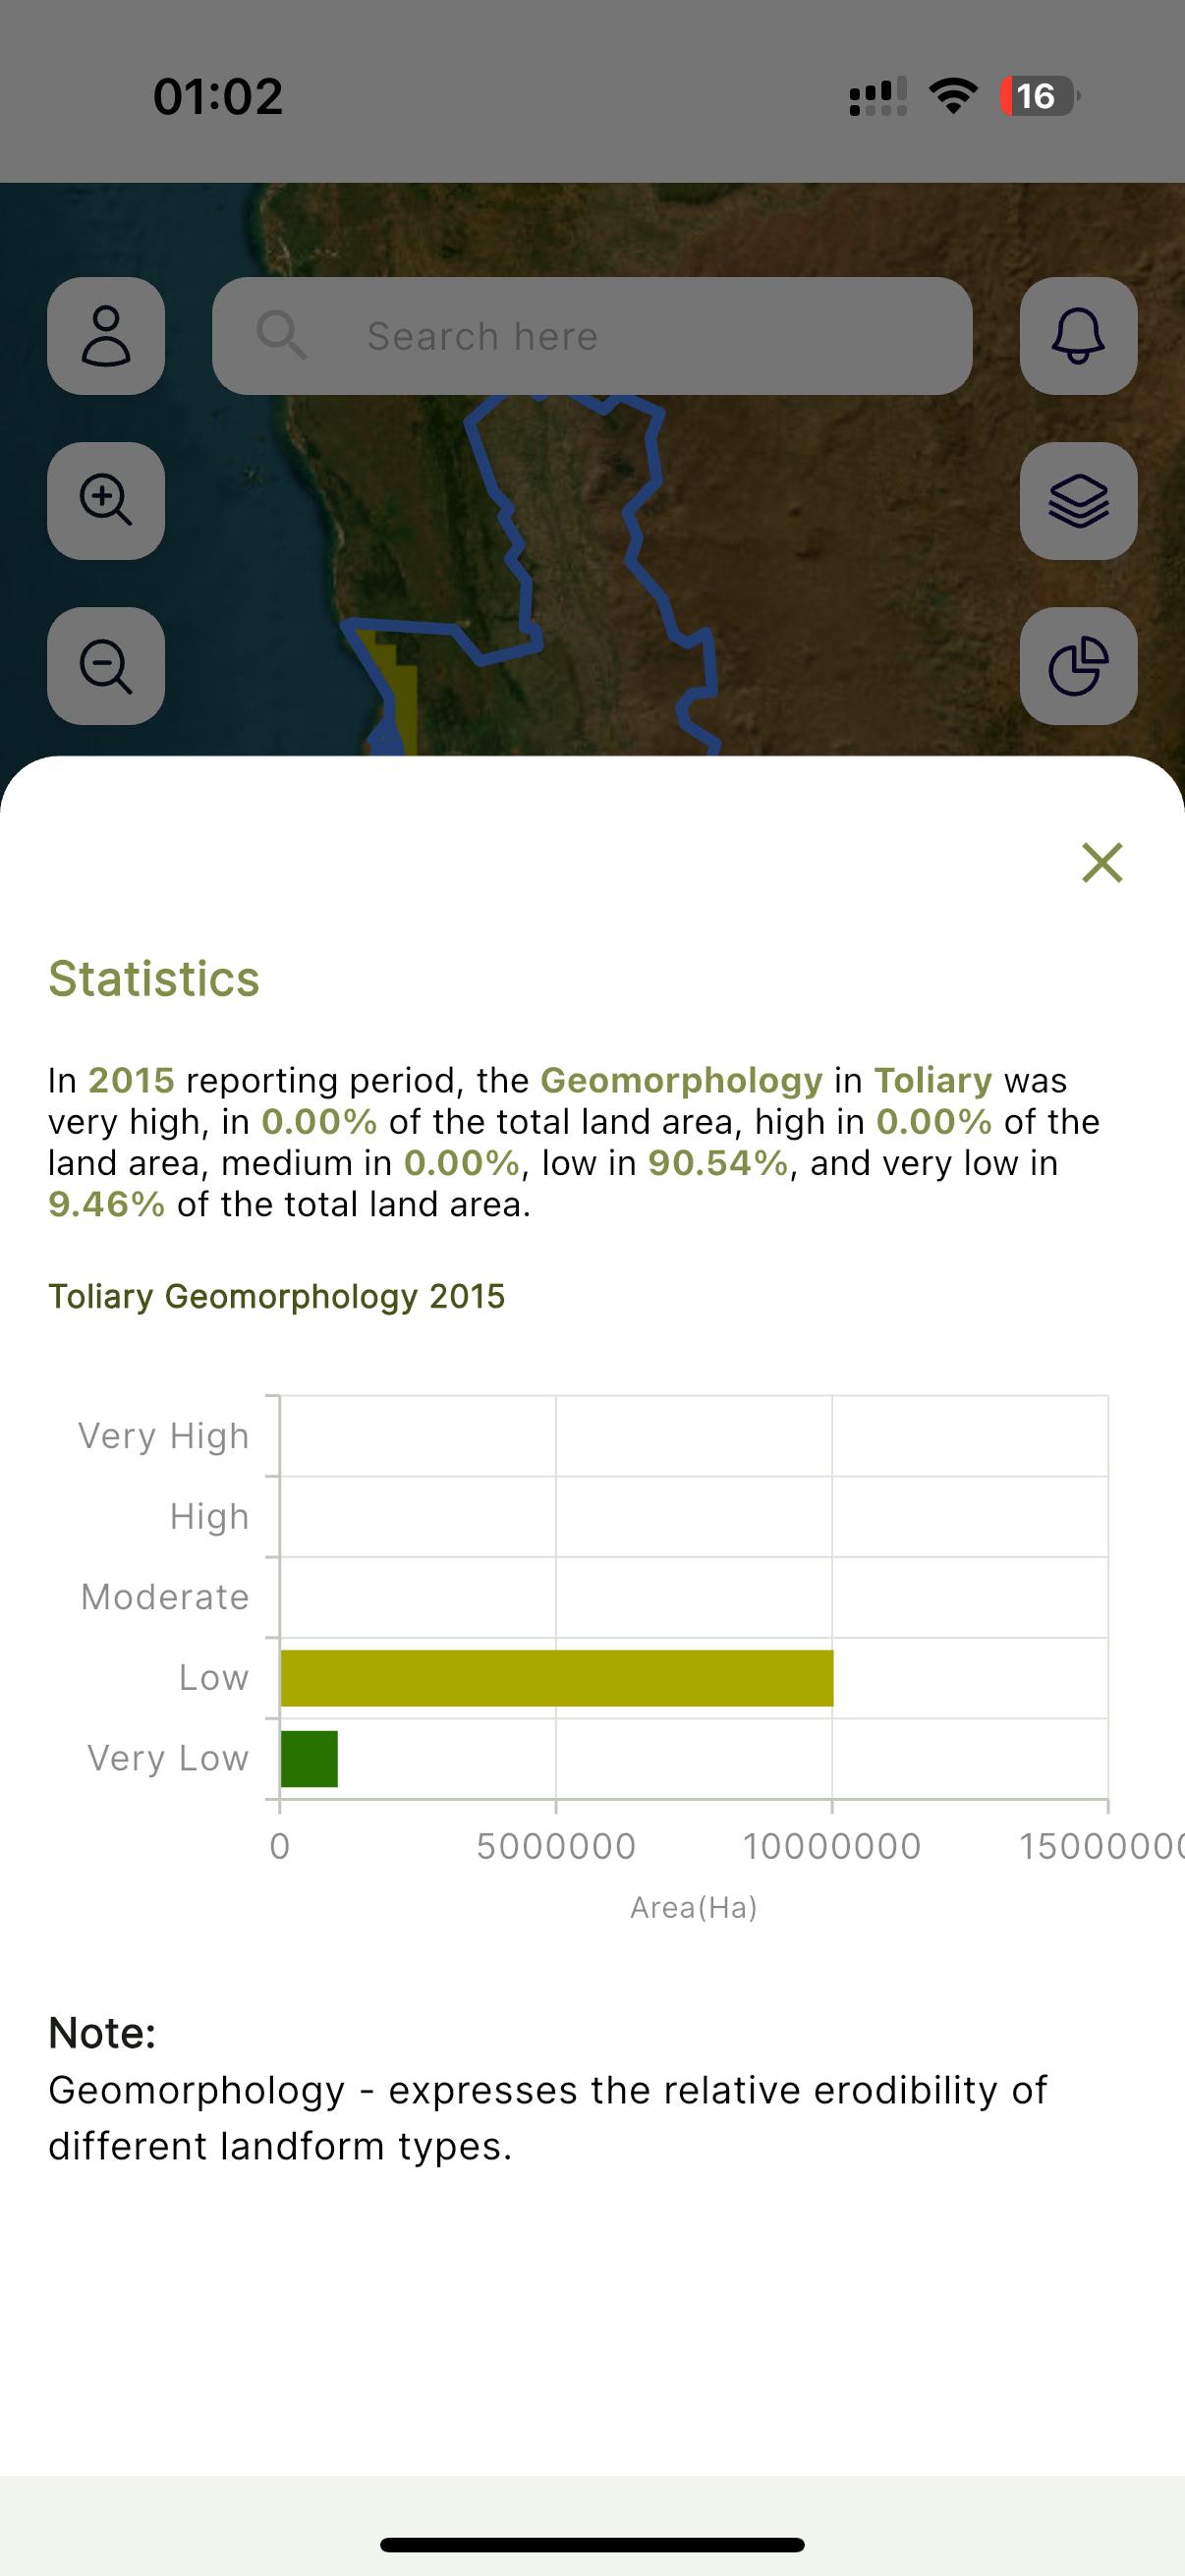 01:02
16
Search here
Statistics
In 2015 reporting period, the Geomorphology in Toliary was
very high, in 0.00% of the total land area, high in 0.00% of the
land area, medium in 0.00%, low in 90.54%, and very low in
9.46% of the total land area.
Toliary Geomorphology 2015
Very High
High
Moderate
Low
Very Low
0 5000000 10000000 15000000
Area(Ha)
Note:
Geomorphology - expresses the relative erodibility of
different landform types.